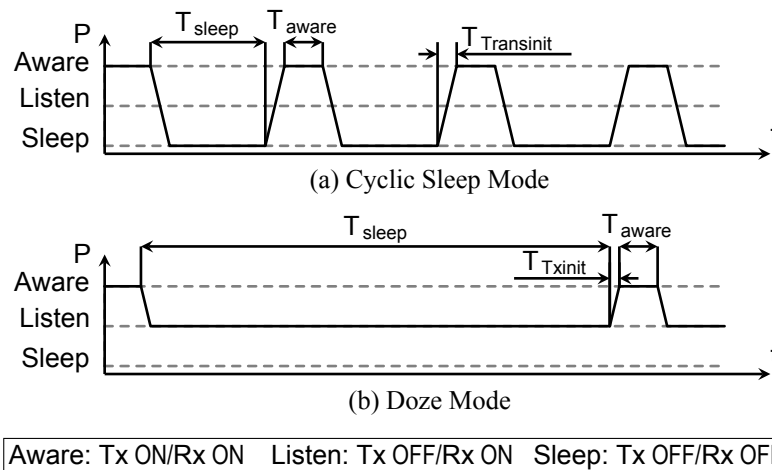 P
T sleep
T aware
T Transinit
Aware
Listen
Sleep
(a) Cyclic Sleep Mode
P
T sleep
T aware
T Txinit
Aware
Listen
Sleep
(b) Doze Mode
Aware: Tx ON/Rx ON Listen: Tx OFF/Rx ON Sleep: Tx OFF/Rx OFF